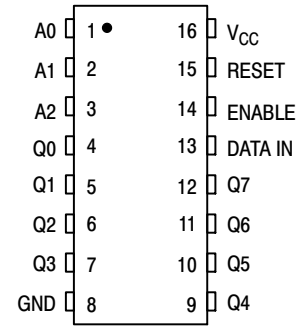 A0 1 16 VCC
A1 2 15 RESET
A2 3 14 ENABLE
Q0 4 13 DATA IN
Q1 5 12 Q7
Q2 6 11 Q6
Q3 7 10 Q5
GND 8 9 Q4